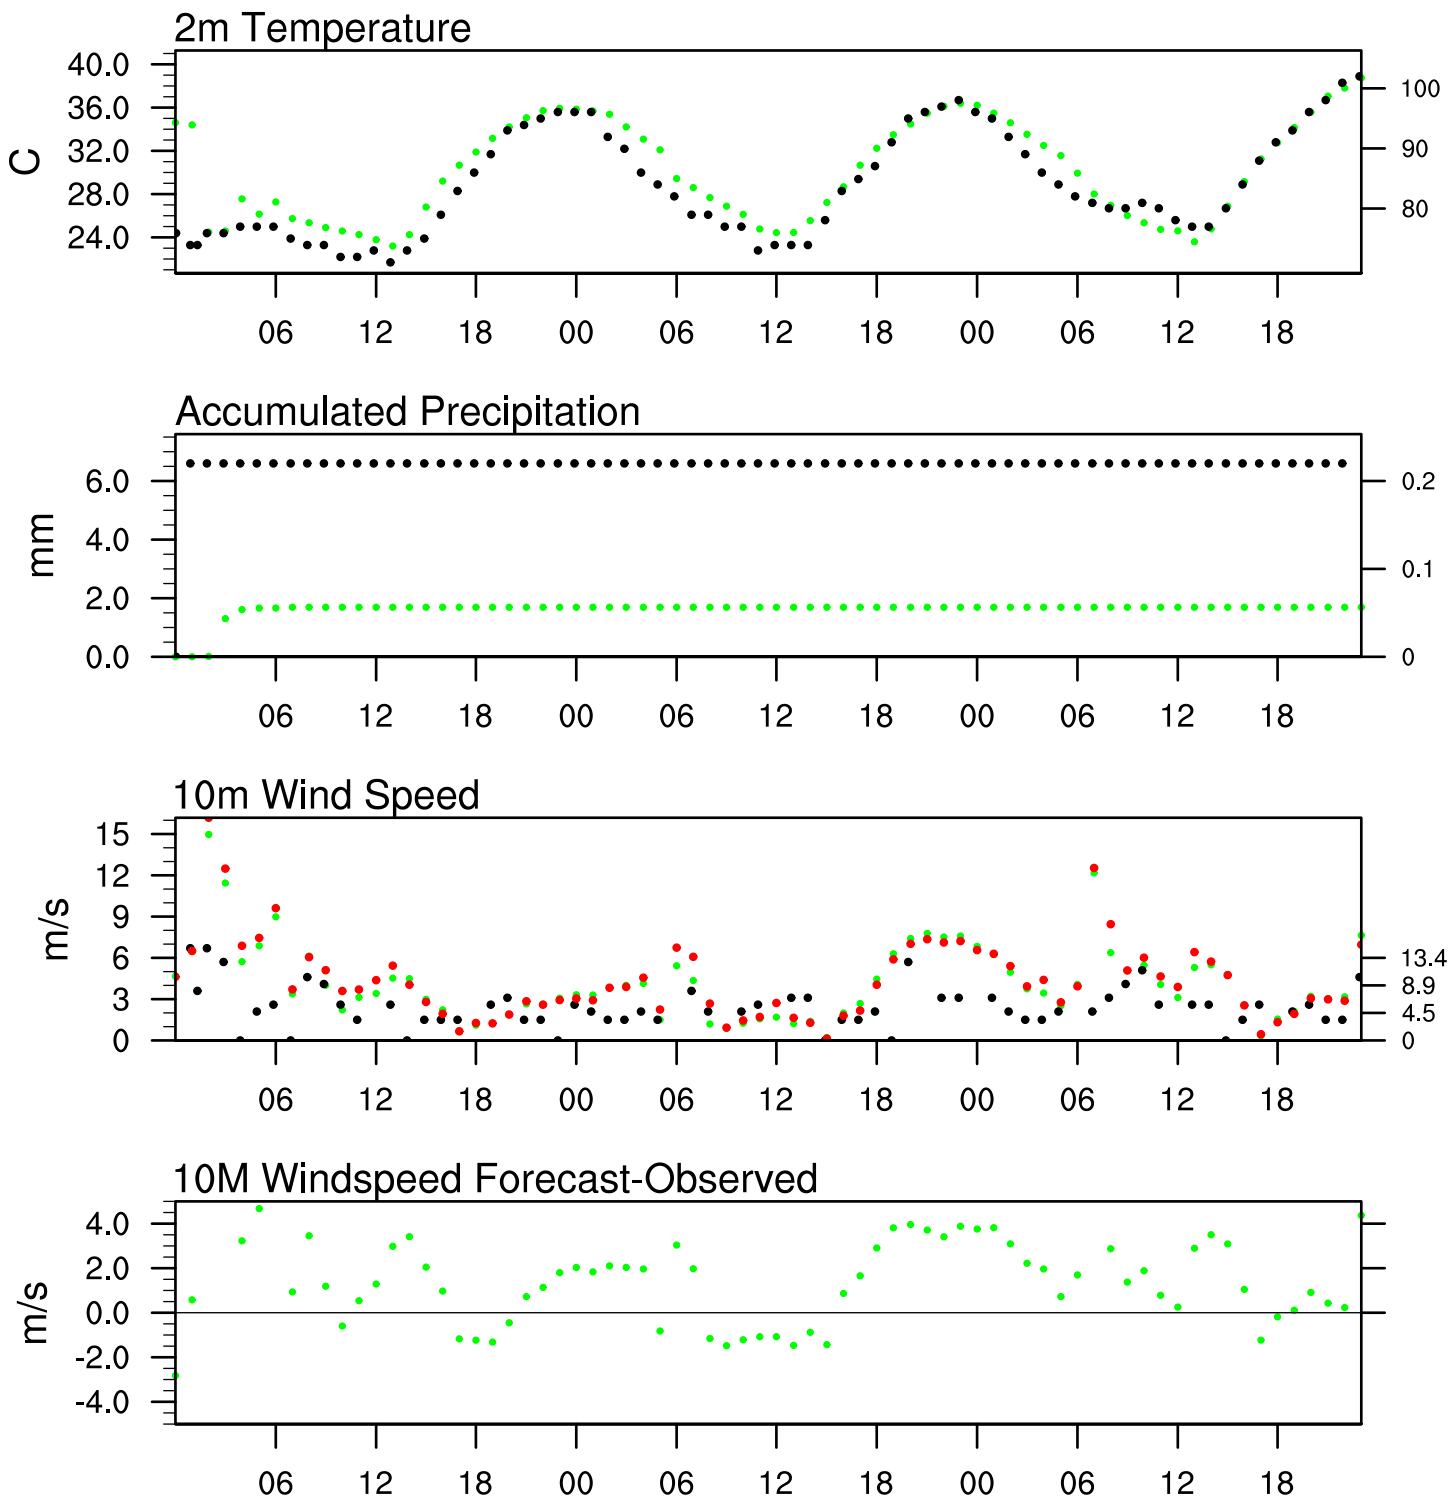 2m Temperature
40.0
36.0
32.0
28.0
24.0
C
100
90
80
06 12 18 00 06 12 18 00 06 12 18
Accumulated Precipitation
6.0
4.0
2.0
0.0
mm
0.2
0.1
0
06 12 18 00 06 12 18 00 06 12 18
10m Wind Speed
15
12
9
6
3
0
m/s
13.4
8.9
4.5
0
06 12 18 00 06 12 18 00 06 12 18
10M Windspeed Forecast-Observed
4.0
2.0
0.0
-2.0
-4.0
m/s
06 12 18 00 06 12 18 00 06 12 18